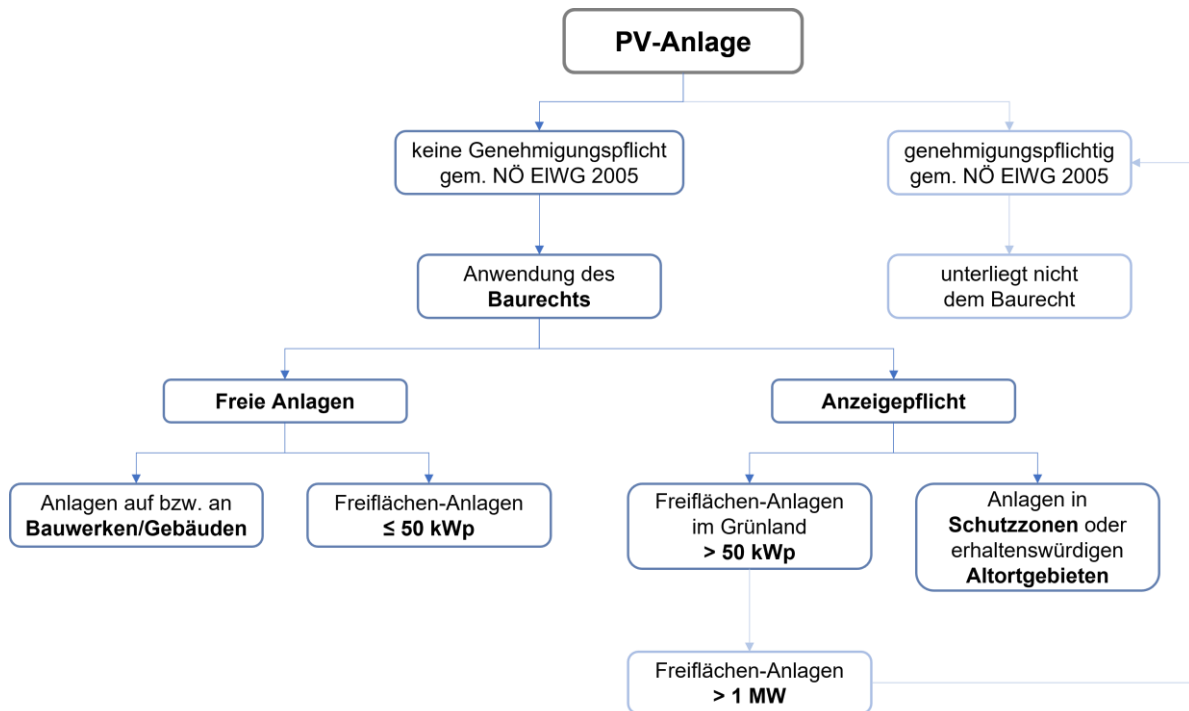 PV-Anlage
keine Genehmigungspflicht
gem. NÖ ElWG 2005
genehmigungspflichtig
gem. NÖ ElWG 2005
Anwendung des
Baurechts
unterliegt nicht
dem Baurecht
Freie Anlagen
Anzeigepflicht
Anlagen auf bzw. an
Bauwerken/Gebäuden
Freiflächen-Anlagen
≤ 50 kWp
Freiflächen-Anlagen
im Grünland
> 50 kWp
Anlagen in
Schutzzonen oder
erhaltenswürdigen
Altortgebieten
Freiflächen-Anlagen
> 1 MW